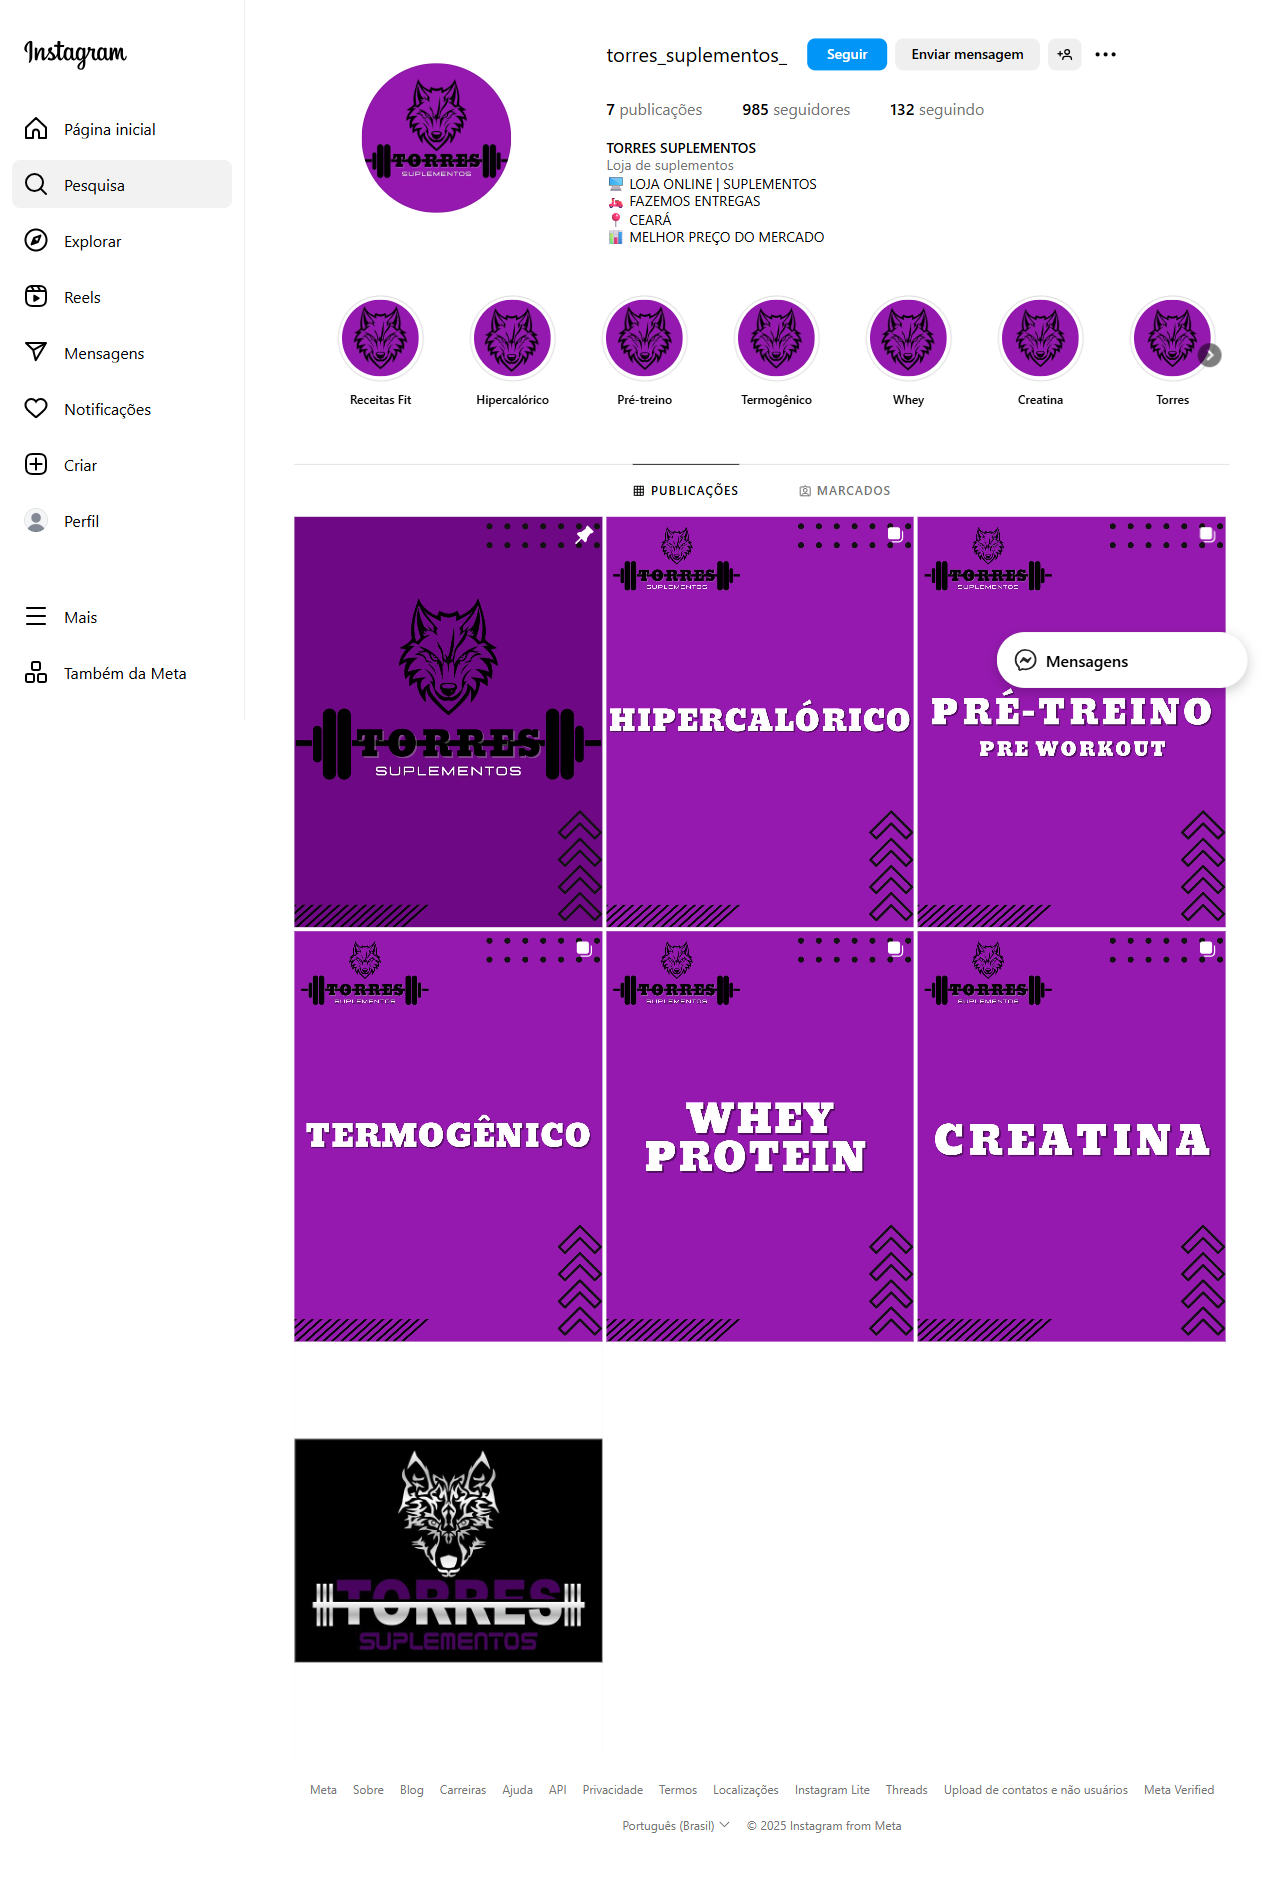 Instagram
Página inicial
Pesquisa
Explorar
Reels
Mensagens
Notificações
Criar
Perfil
Mais
Também da Meta
torres_suplementos_ Seguir Enviar mensagem
7 publicações 985 seguidores 132 seguindo
TORRES SUPLEMENTOS
Loja de suplementos
LOJA ONLINE | SUPLEMENTOS
FAZEMOS ENTREGAS
CEARÁ
MELHOR PREÇO DO MERCADO
TORRES
SUPLEMENTOS
Receitas Fit Hipercalórico Pré-treino Termogênico Whey Creatina Torres
PUBLICAÇÕES MARCADOS
TORRES
SUPLEMENTOS
TORRES
SUPLEMENTOS
HIPERCALÓRICO
TORRES
SUPLEMENTOS
PRÉ-TREINO
PRE WORKOUT
Mensagens
TORRES
SUPLEMENTOS
TERMOGÊNICO
TORRES
SUPLEMENTOS
WHEY
PROTEIN
TORRES
SUPLEMENTOS
CREATINA
TORRES
SUPLEMENTOS
Meta Sobre Blog Carreiras Ajuda API Privacidade Termos Localizações Instagram Lite Threads Upload de contatos e não usuários Meta Verified
Português (Brasil) © 2025 Instagram from Meta